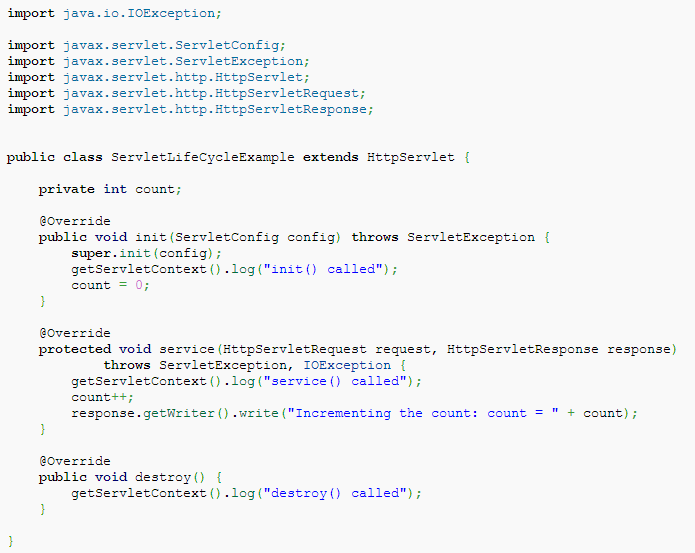 import java.io.IOException;

import javax.servlet.ServletConfig;
import javax.servlet.ServletException;
import javax.servlet.http.HttpServlet;
import javax.servlet.http.HttpServletRequest;
import javax.servlet.http.HttpServletResponse;


public class ServletLifeCycleExample extends HttpServlet {

    private int count;

    @Override
    public void init(ServletConfig config) throws ServletException {
        super.init(config);
        getServletContext().log("init() called");
        count = 0;
    }

    @Override
    protected void service(HttpServletRequest request, HttpServletResponse response)
            throws ServletException, IOException {
        getServletContext().log("service() called");
        count++;
        response.getWriter().write("Incrementing the count: count = " + count);
    }

    @Override
    public void destroy() {
        getServletContext().log("destroy() called");
    }

}